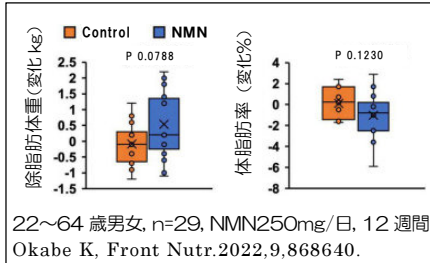 Control NMN
P 0.0788
除脂肪体重(変化 kg)
2.5
2
1.5
1
0.5
0
-0.5
-1
-1.5
P 0.1230
体脂肪率 (変化%)
4
2
0
-2
-4
-6
-8
22～64 歳男女, n=29, NMN250mg/日, 12 週間
Okabe K, Front Nutr.2022,9,868640.